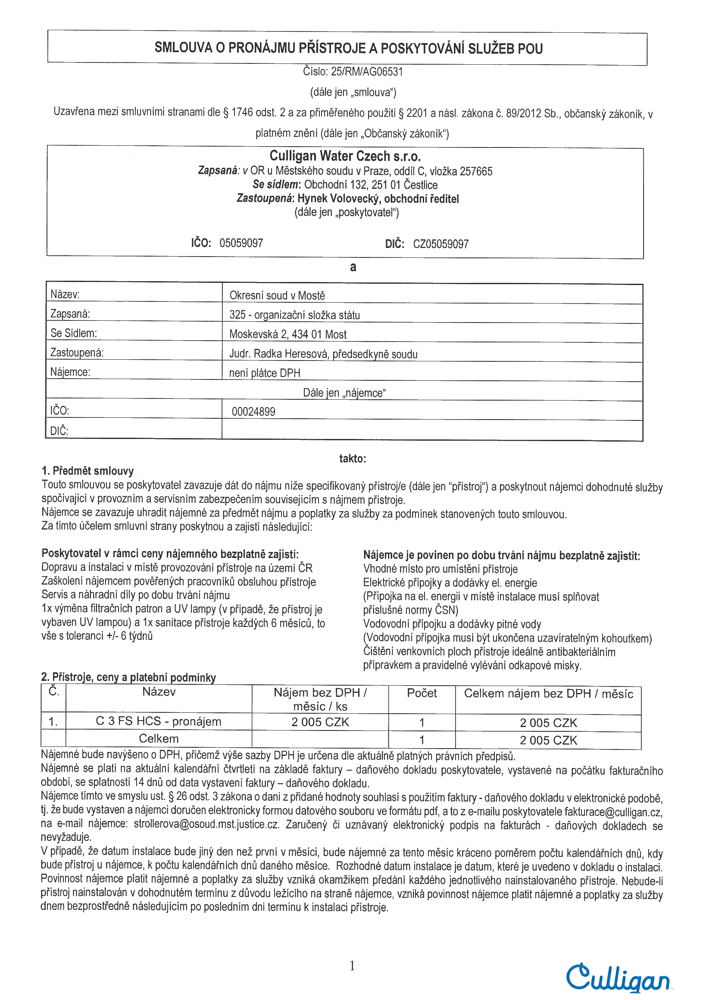 SMLOUVA O PRONÁJMU PŘÍSTROJE A POSKYTOVÁNÍ SLUŽEB POU
Číslo: 25/RM/AG06531
(dále jen „smlouva“)
Uzavřena mezi smluvními stranami dle § 1746 odst. 2 a za přiměřeného použití § 2201 a násl. zákona č. 89/2012 Sb., občanský zákoník, v
platném znění (dále jen „Občanský zákoník“)
Culligan Water Czech s.r.o.
Zapsaná: v OR u Městského soudu v Praze, oddíl C, vložka 257665
Se sídlem: Obchodní 132, 251 01 Čestlice
Zastoupená: Hynek Volovecký, obchodní ředitel
(dále jen „poskytovatel“)
IČO: 05059097 DIČ: CZ05059097
a
Název: Okresní soud v Mostě
Zapsaná: 325 - organizační složka státu
Se Sídlem: Moskevská 2, 434 01 Most
Zastoupená: Judr. Radka Heresová, předsedkyně soudu
Nájemce: není plátce DPH
Dále jen „nájemce“
IČO: 00024899
DIČ:
takto:
1. Předmět smlouvy
Touto smlouvou se poskytovatel zavazuje dát do nájmu níže specifikovaný přístroj/e (dále jen “přístroj“) a poskytnout nájemci dohodnuté služby
spočívající v provozním a servisním zabezpečením souvisejícím s nájmem přístroje.
Nájemce se zavazuje uhradit nájemné za předmět nájmu a poplatky za služby za podmínek stanovených touto smlouvou.
Za tímto účelem smluvní strany poskytnou a zajistí následující:
Poskytovatel v rámci ceny nájemného bezplatně zajistí:
Dopravu a instalaci v místě provozování přístroje na území ČR
Zaškolení nájemcem pověřených pracovníků obsluhou přístroje
Servis a náhradní díly po dobu trvání nájmu
1x výměna filtračních patron a UV lampy (v případě, že přístroj je
vybaven UV lampou) a 1x sanitace přístroje každých 6 měsíců, to
vše s tolerancí +/- 6 týdnů
Nájemce je povinen po dobu trvání nájmu bezplatně zajistit:
Vhodné místo pro umístění přístroje
Elektrické přípojky a dodávky el. energie
(Přípojka na el. energii v místě instalace musí splňovat
příslušné normy ČSN)
Vodovodní přípojku a dodávky pitné vody
(Vodovodní přípojka musí být ukončena uzavíratelným kohoutkem)
Čištění venkovních ploch přístroje ideálně antibakteriálním
přípravkem a pravidelné vylévání odkapové misky.
2. Přístroje, ceny a platební podmínky
Č. Název Nájem bez DPH / Počet Celkem nájem bez DPH / měsíc
měsíc / ks
1. C 3 FS HCS - pronájem 2 005 CZK 1 2 005 CZK
Celkem 1 2 005 CZK
Nájemné bude navýšeno o DPH, přičemž výše sazby DPH je určena dle aktuálně platných právních předpisů.
Nájemné se platí na aktuální kalendářní čtvrtletí na základě faktury – daňového dokladu poskytovatele, vystavené na počátku fakturačního
období, se splatností 14 dnů od data vystavení faktury – daňového dokladu.
Nájemce tímto ve smyslu ust. § 26 odst. 3 zákona o dani z přidané hodnoty souhlasí s použitím faktury - daňového dokladu v elektronické podobě,
tj. že bude vystaven a nájemci doručen elektronicky formou datového souboru ve formátu pdf, a to z e-mailu poskytovatele fakturace@culligan.cz,
na e-mail nájemce: strollerova@osoud.mst.justice.cz. Zaručený či uznávaný elektronický podpis na fakturách - daňových dokladech se
nevyžaduje.
V případě, že datum instalace bude jiný den než první v měsíci, bude nájemné za tento měsíc kráceno poměrem počtu kalendářních dnů, kdy
bude přístroj u nájemce, k počtu kalendářních dnů daného měsíce. Rozhodné datum instalace je datum, které je uvedeno v dokladu o instalaci.
Povinnost nájemce platit nájemné a poplatky za služby vzniká okamžikem předání každého jednotlivého nainstalovaného přístroje. Nebude-li
přístroj nainstalován v dohodnutém termínu z důvodu ležícího na straně nájemce, vzniká povinnost nájemce platit nájemné a poplatky za služby
dnem bezprostředně následujícím po posledním dni termínu k instalaci přístroje.
1
Culligan